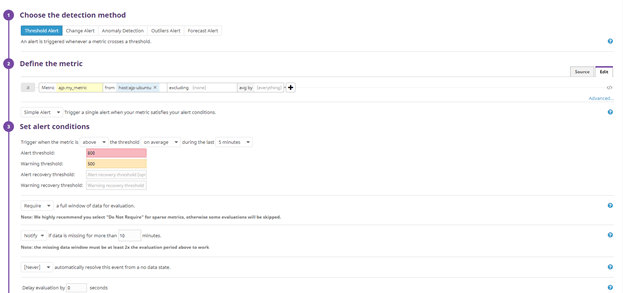 1 Choose the detection method
Threshold Alert Change Alert Anomaly Detection Outliers Alert Forecast Alert
An alert is triggered whenever a metric crosses a threshold.
2 Define the metric
Source Edit
a Metric from host: excluding (none) avg by (everything)
Advanced...
Simple Alert Trigger a single alert when your metric satisfies your alert conditions.
3 Set alert conditions
Trigger when the metric is above the threshold on average during the last 5 minutes
Alert threshold:
Warning threshold: 500
Alert recovery threshold: Alert recovery threshold
Warning recovery threshold: Warning recovery threshold
Require a full window of data for evaluation.
Note: We highly recommend you select "Do Not Require" for sparse metrics, otherwise some evaluations will be skipped.
Notify if data is missing for more than 10 minutes.
Note: the missing data window must be at least 2x the evaluation period above to work
[Never] automatically resolve this event from a no data state.
Delay evaluation by 0 seconds